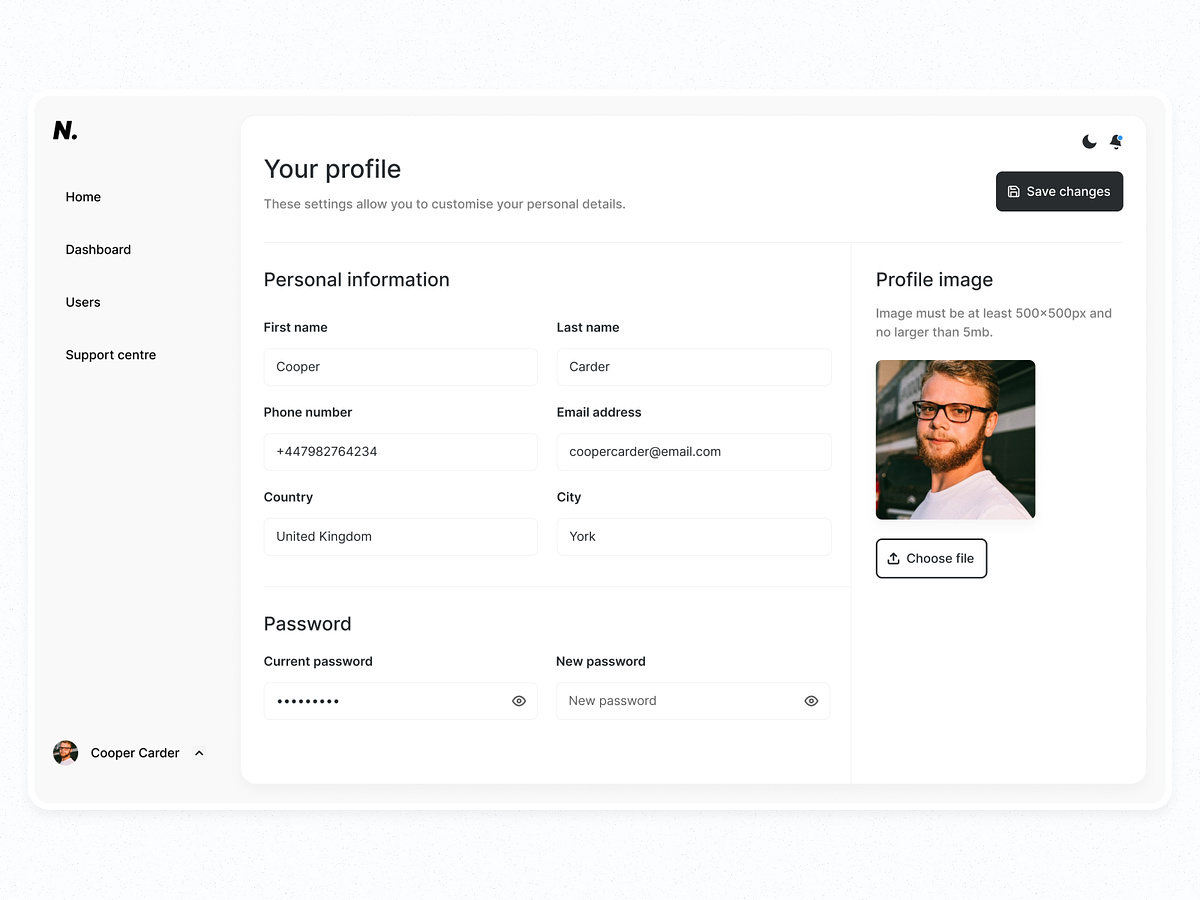 N.
Home
Dashboard
Users
Support centre
Cooper Carder
Your profile
These settings allow you to customise your personal details.
Save changes
Personal information
First name
Cooper
Last name
Carder
Phone number
+447982764234
Email address
coopercarder@email.com
Country
United Kingdom
City
York
Password
Current password
•••••••••
New password
New password
Profile image
Image must be at least 500×500px and
no larger than 5mb.
Choose file